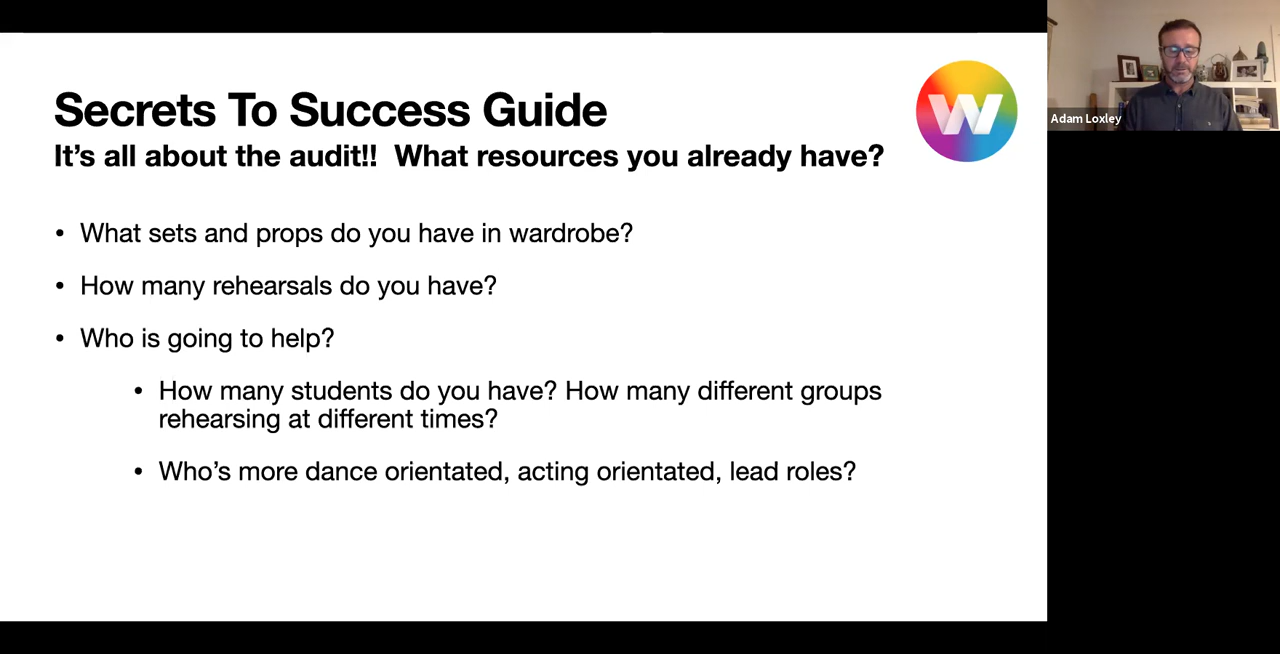 Secrets To Success Guide
It's all about the audit!!  What resources you already have?
W
Adam Loxley
• What sets and props do you have in wardrobe?
• How many rehearsals do you have?
• Who is going to help?
• How many students do you have? How many different groups
rehearsing at different times?
• Who's more dance orientated, acting orientated, lead roles?